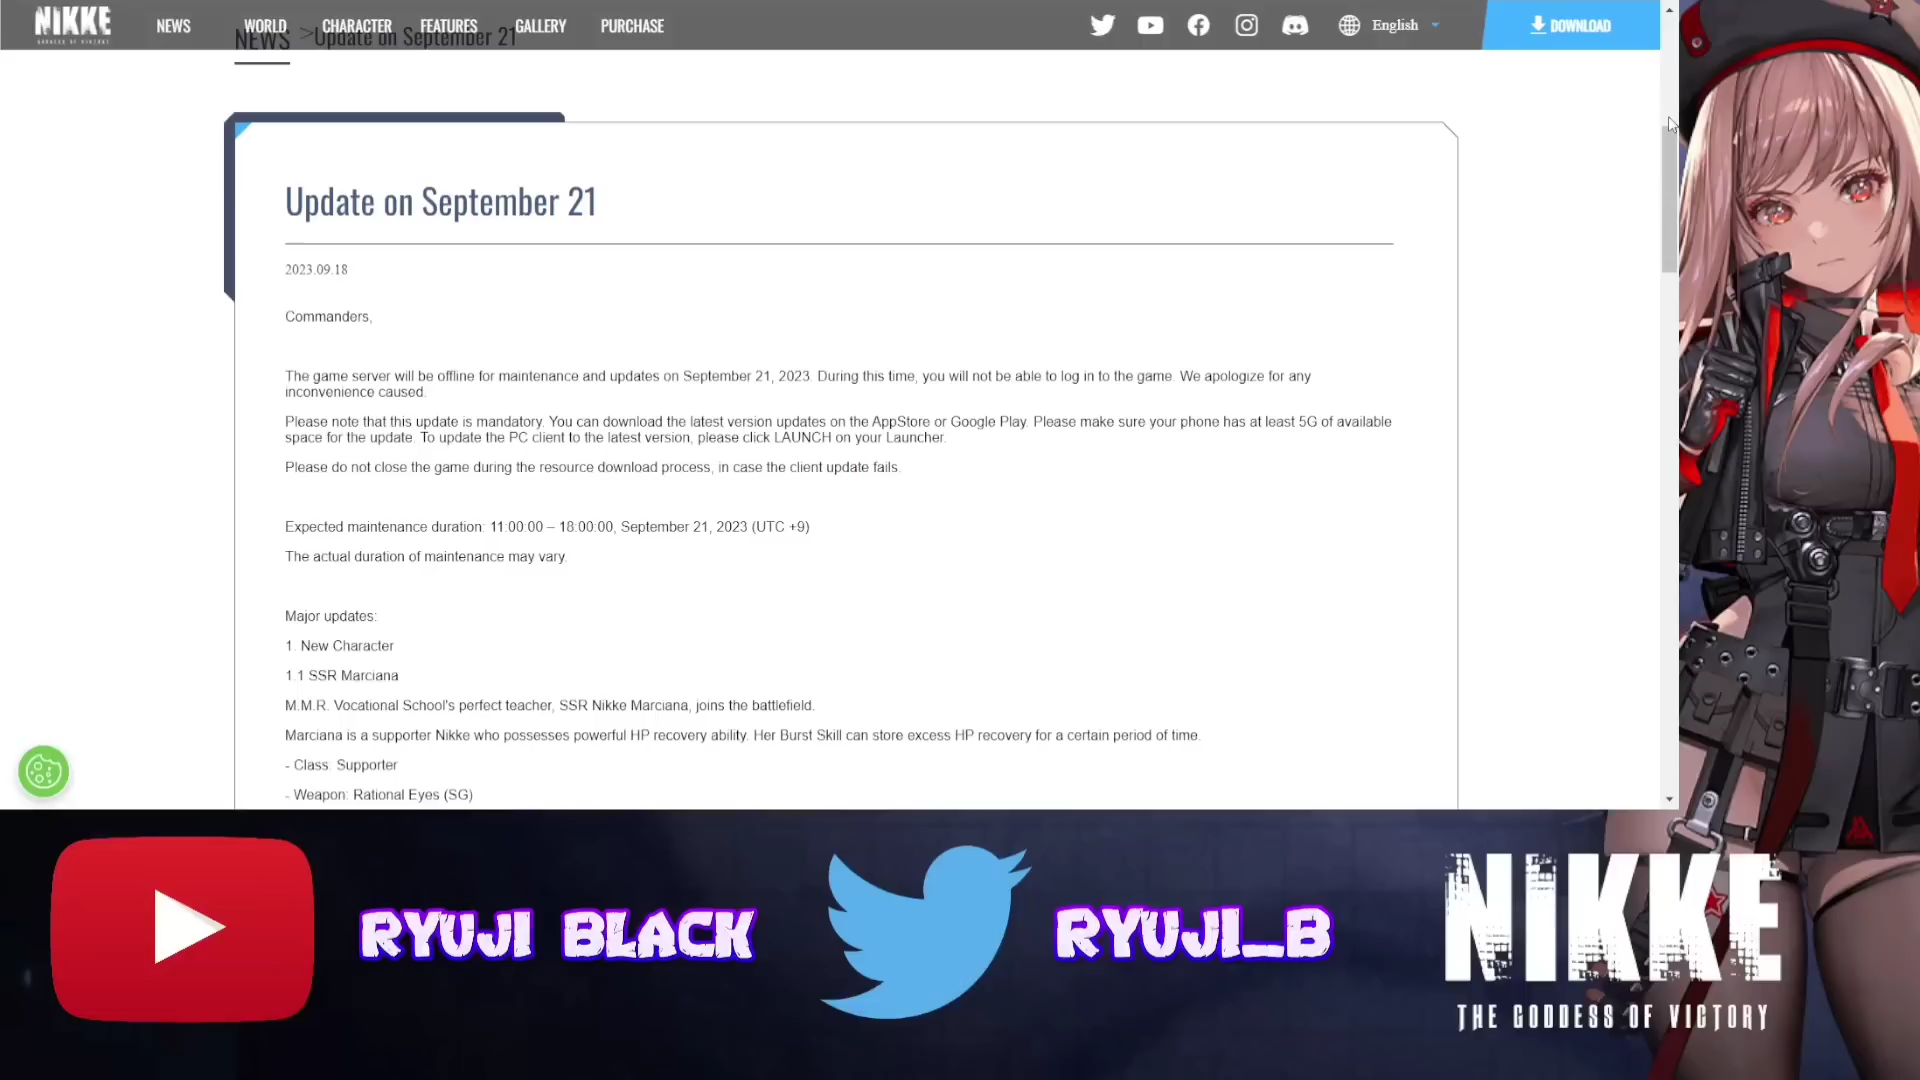 NIKKE
GODDESS OF VICTORY
NEWS
WORLD
CHARACTER
FEATURES
GALLERY
PURCHASE
English
DOWNLOAD
NEWS >Update on September 21
Update on September 21
2023.09.18
Commanders,
The game server will be offline for maintenance and updates on September 21, 2023. During this time, you will not be able to log in to the game. We apologize for any
inconvenience caused.
Please note that this update is mandatory. You can download the latest version updates on the AppStore or Google Play. Please make sure your phone has at least 5G of available
space for the update. To update the PC client to the latest version, please click LAUNCH on your Launcher.
Please do not close the game during the resource download process, in case the client update fails.
Expected maintenance duration: 11:00:00 – 18:00:00, September 21, 2023 (UTC +9)
The actual duration of maintenance may vary.
Major updates:
1. New Character
1.1 SSR Marciana
M.M.R. Vocational School's perfect teacher, SSR Nikke Marciana, joins the battlefield.
Marciana is a supporter Nikke who possesses powerful HP recovery ability. Her Burst Skill can store excess HP recovery for a certain period of time.
- Class: Supporter
- Weapon: Rational Eyes (SG)
RYUJI BLACK
RYUJI_B
NIKKE
THE GODDESS OF VICTORY